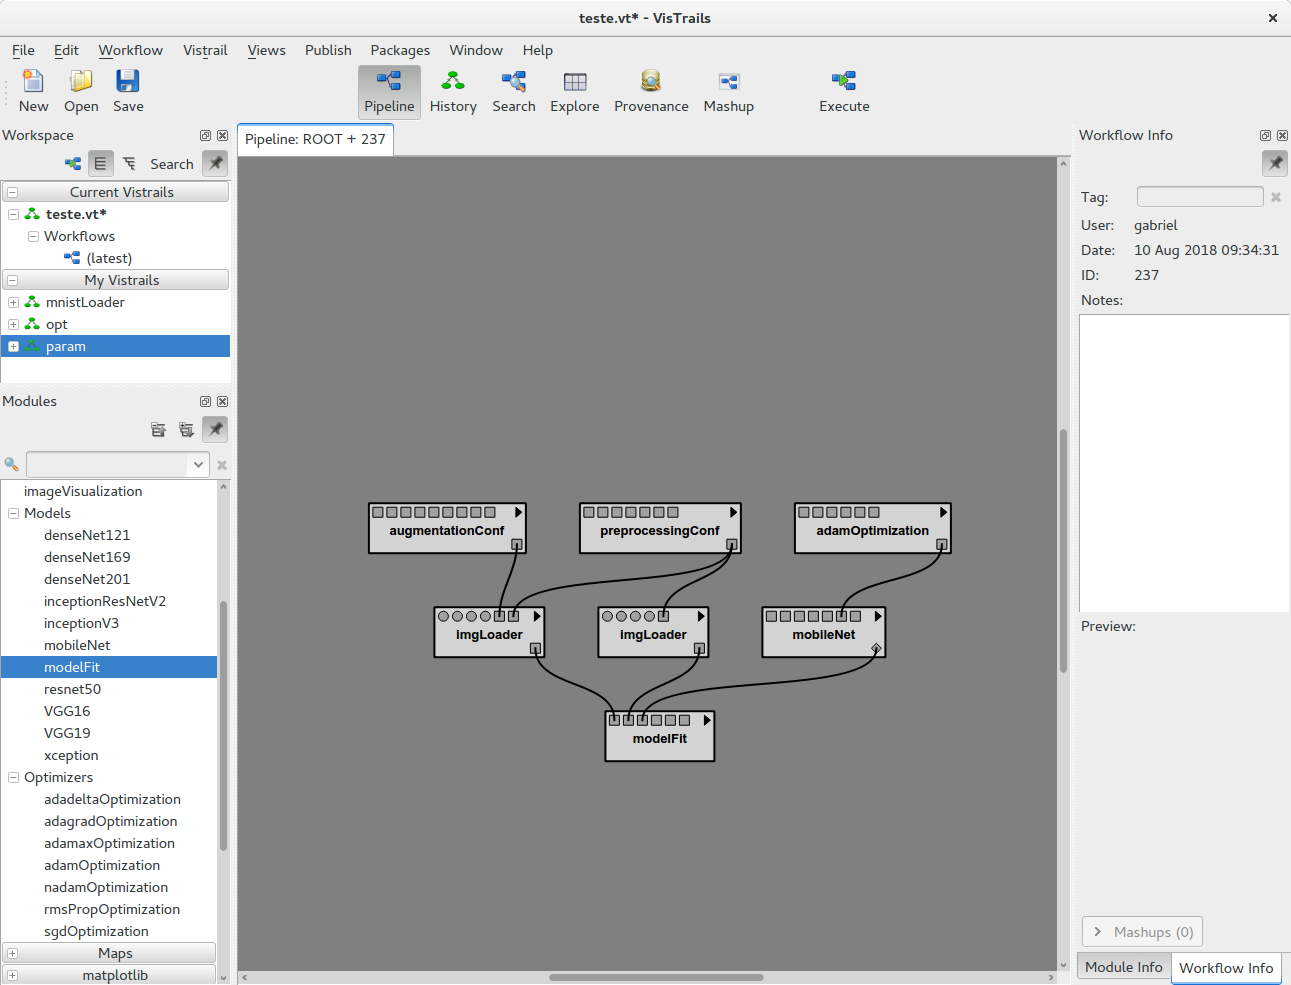 teste.vt* - VisTrails
File Edit Workflow Vistrail Views Publish Packages Window Help
New Open Save Pipeline History Search Explore Provenance Mashup Execute
Workspace
Search
Current Vistrails
teste.vt*
Workflows
(latest)
My Vistrails
mnistLoader
opt
param
Modules
imageVisualization
Models
denseNet121
denseNet169
denseNet201
inceptionResNetV2
inceptionV3
mobileNet
modelFit
resnet50
VGG16
VGG19
xception
Optimizers
adadeltaOptimization
adagradOptimization
adamaxOptimization
adamOptimization
nadamOptimization
rmsPropOptimization
sgdOptimization
Maps
matplotlib
Pipeline: ROOT + 237
augmentationConf preprocessingConf adamOptimization
imgLoader imgLoader mobileNet
modelFit
Workflow Info
Tag:
User: gabriel
Date: 10 Aug 2018 09:34:31
ID: 237
Notes:
Preview:
Mashups (0)
Module Info Workflow Info